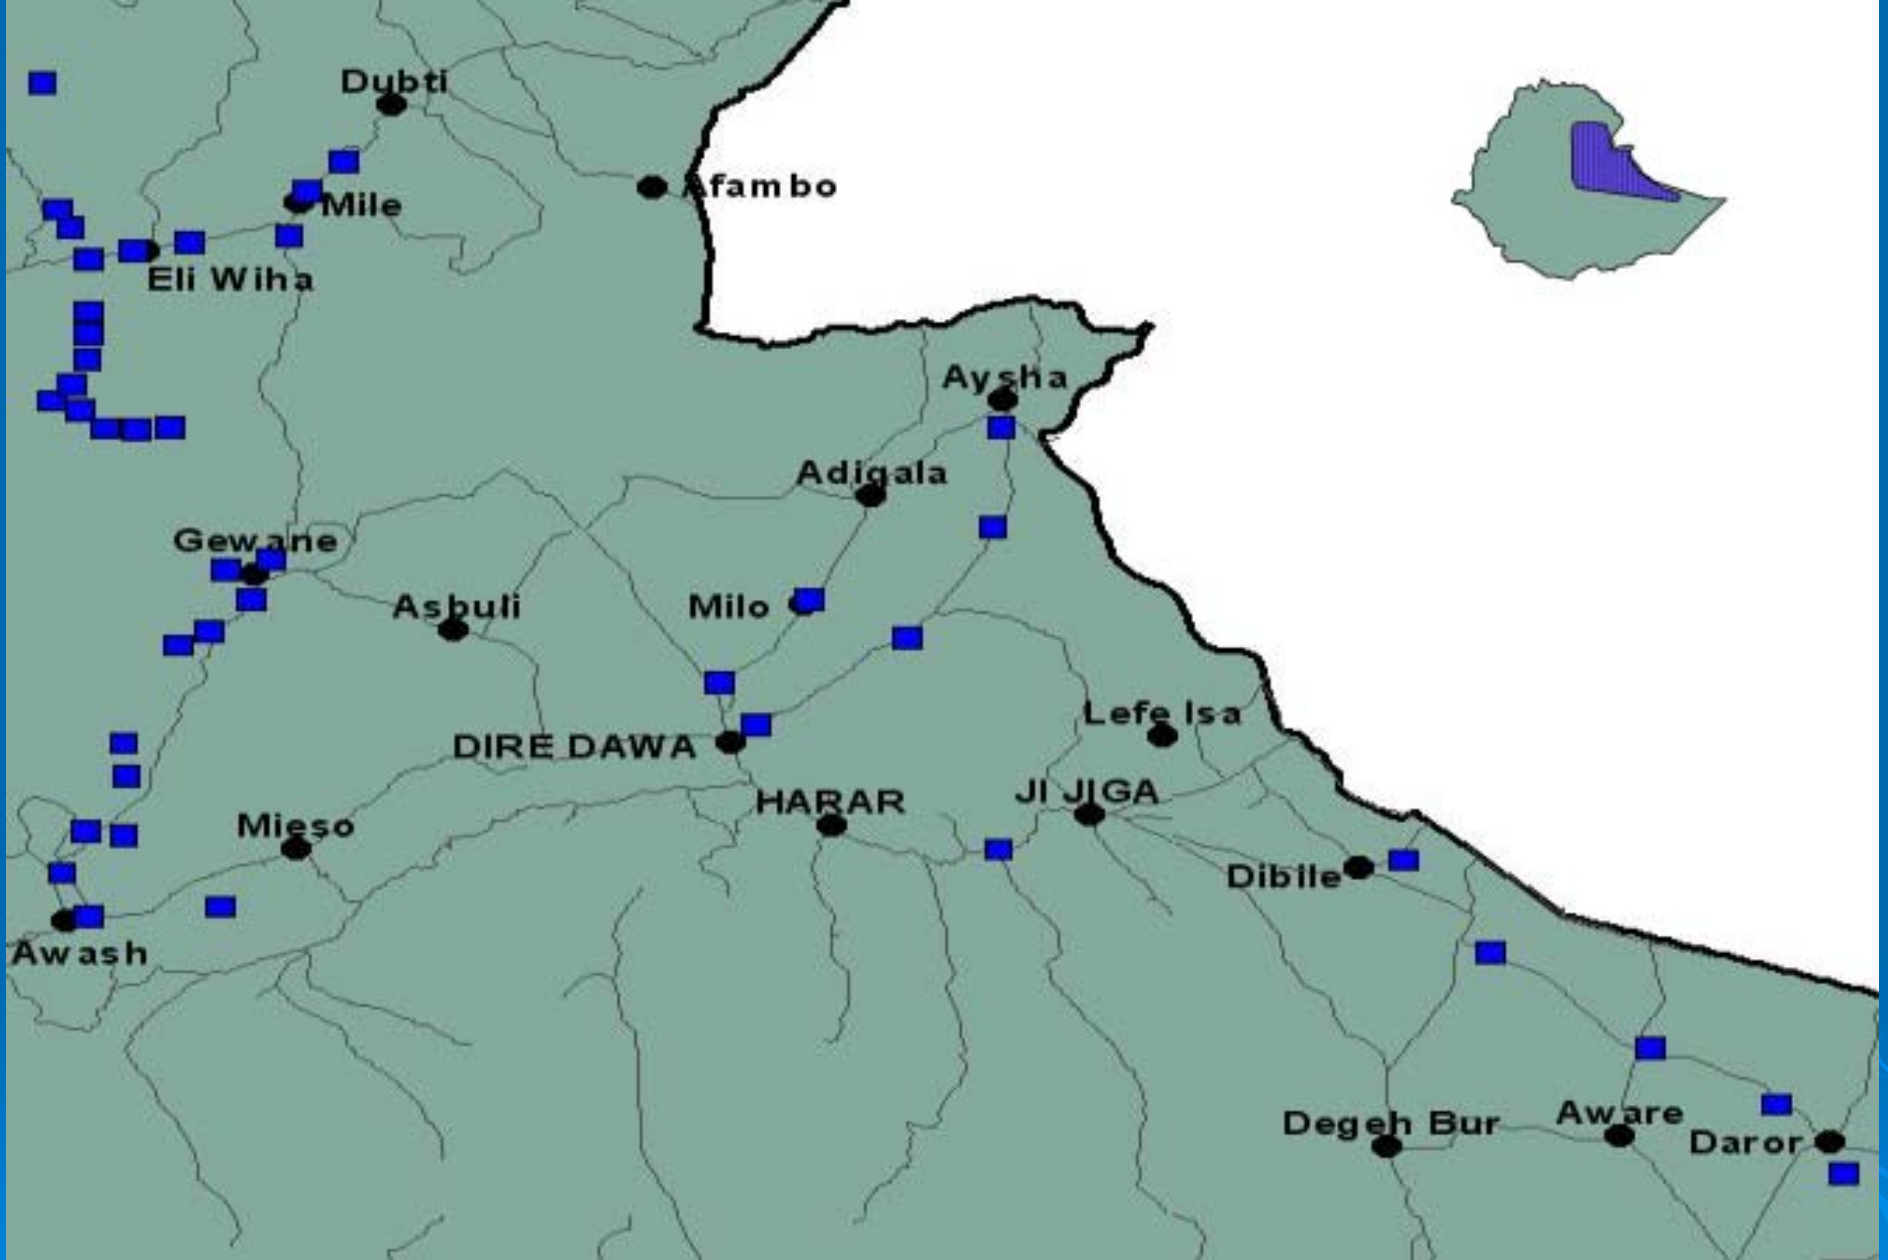 Dubti
Afambo
Mile
Eli Wiha
Aysha
Adigala
Gewane
Asbuli
Milo
Lefe Isa
DIRE DAWA
JI JIGA
HARAR
Mieso
Dibile
Awash
Degeh Bur
Aware
Daror